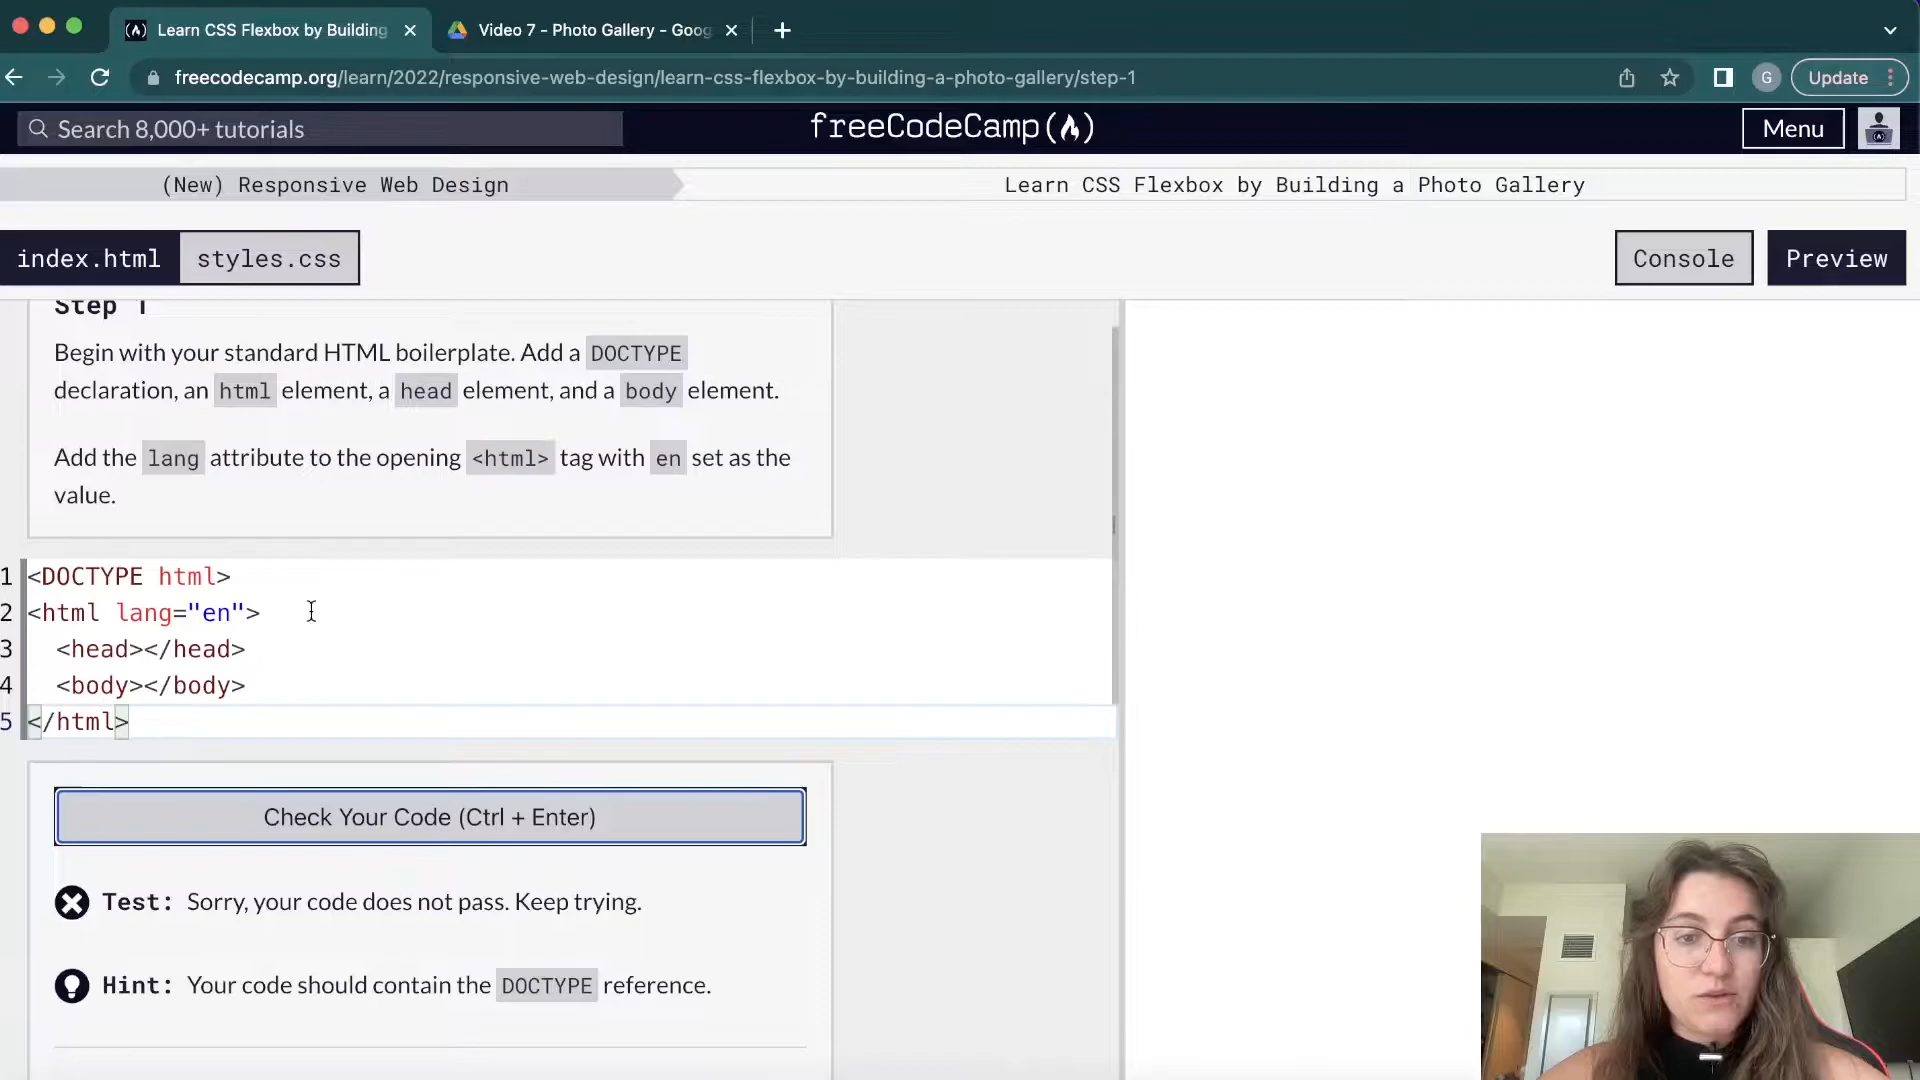 Learn CSS Flexbox by Building
Video 7 - Photo Gallery - Goog
freecodecamp.org/learn/2022/responsive-web-design/learn-css-flexbox-by-building-a-photo-gallery/step-1
G
Update
Search 8,000+ tutorials
freeCodeCamp(🔥)
Menu
(New) Responsive Web Design
Learn CSS Flexbox by Building a Photo Gallery
index.html
styles.css
Console
Preview
Step 1
Begin with your standard HTML boilerplate. Add a DOCTYPE
declaration, an html element, a head element, and a body element.
Add the lang attribute to the opening <html> tag with en set as the
value.
1 <DOCTYPE html>
2 <html lang="en">
3 <head></head>
4 <body></body>
5 </html>
Check Your Code (Ctrl + Enter)
Test: Sorry, your code does not pass. Keep trying.
Hint: Your code should contain the DOCTYPE reference.